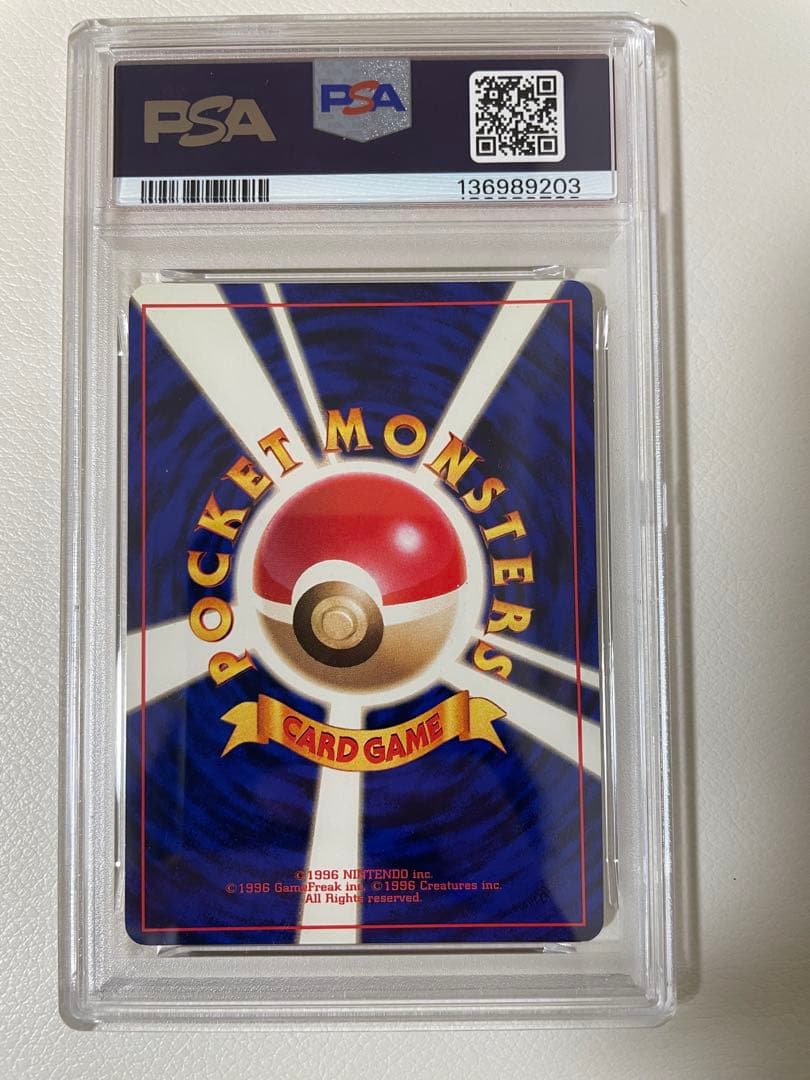 PSA
PSA
136989203
POCKET MONSTERS
CARD GAME
©1996 NINTENDO inc.
©1996 GameFreak inc. ©1996 Creatures inc.
All Rights reserved.